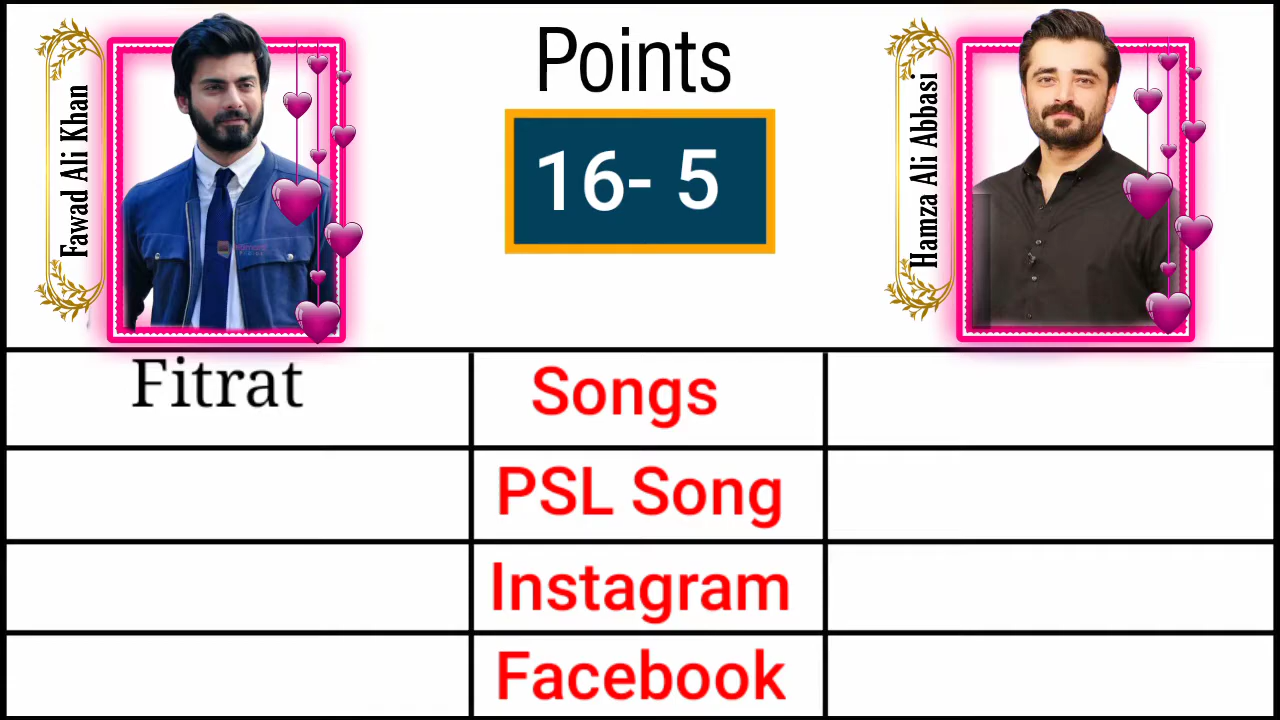 Fawad Ali Khan
Points
16- 5
Hamza Ali Abbasi
Fitrat
Songs
PSL Song
Instagram
Facebook